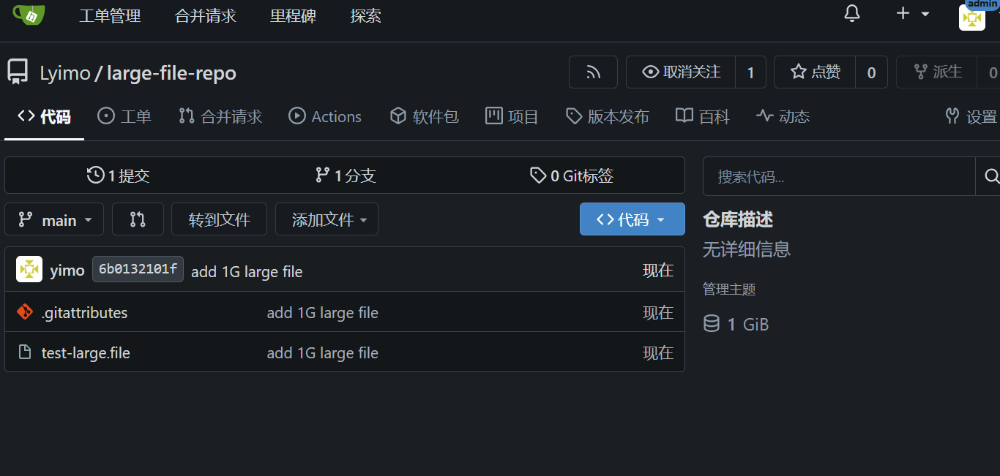 工单管理 合并请求 里程碑 探索 admin
Lyimo / large-file-repo 取消关注 1 点赞 0 派生 0
代码 工单 合并请求 Actions 软件包 项目 版本发布 百科 动态 设置
1 提交 1 分支 0 Git标签 搜索代码...
main 转到文件 添加文件 代码 仓库描述
无详细信息
yimo 6b0132101f add 1G large file 现在
管理主题
.gitattributes add 1G large file 现在
1 GiB
test-large.file add 1G large file 现在